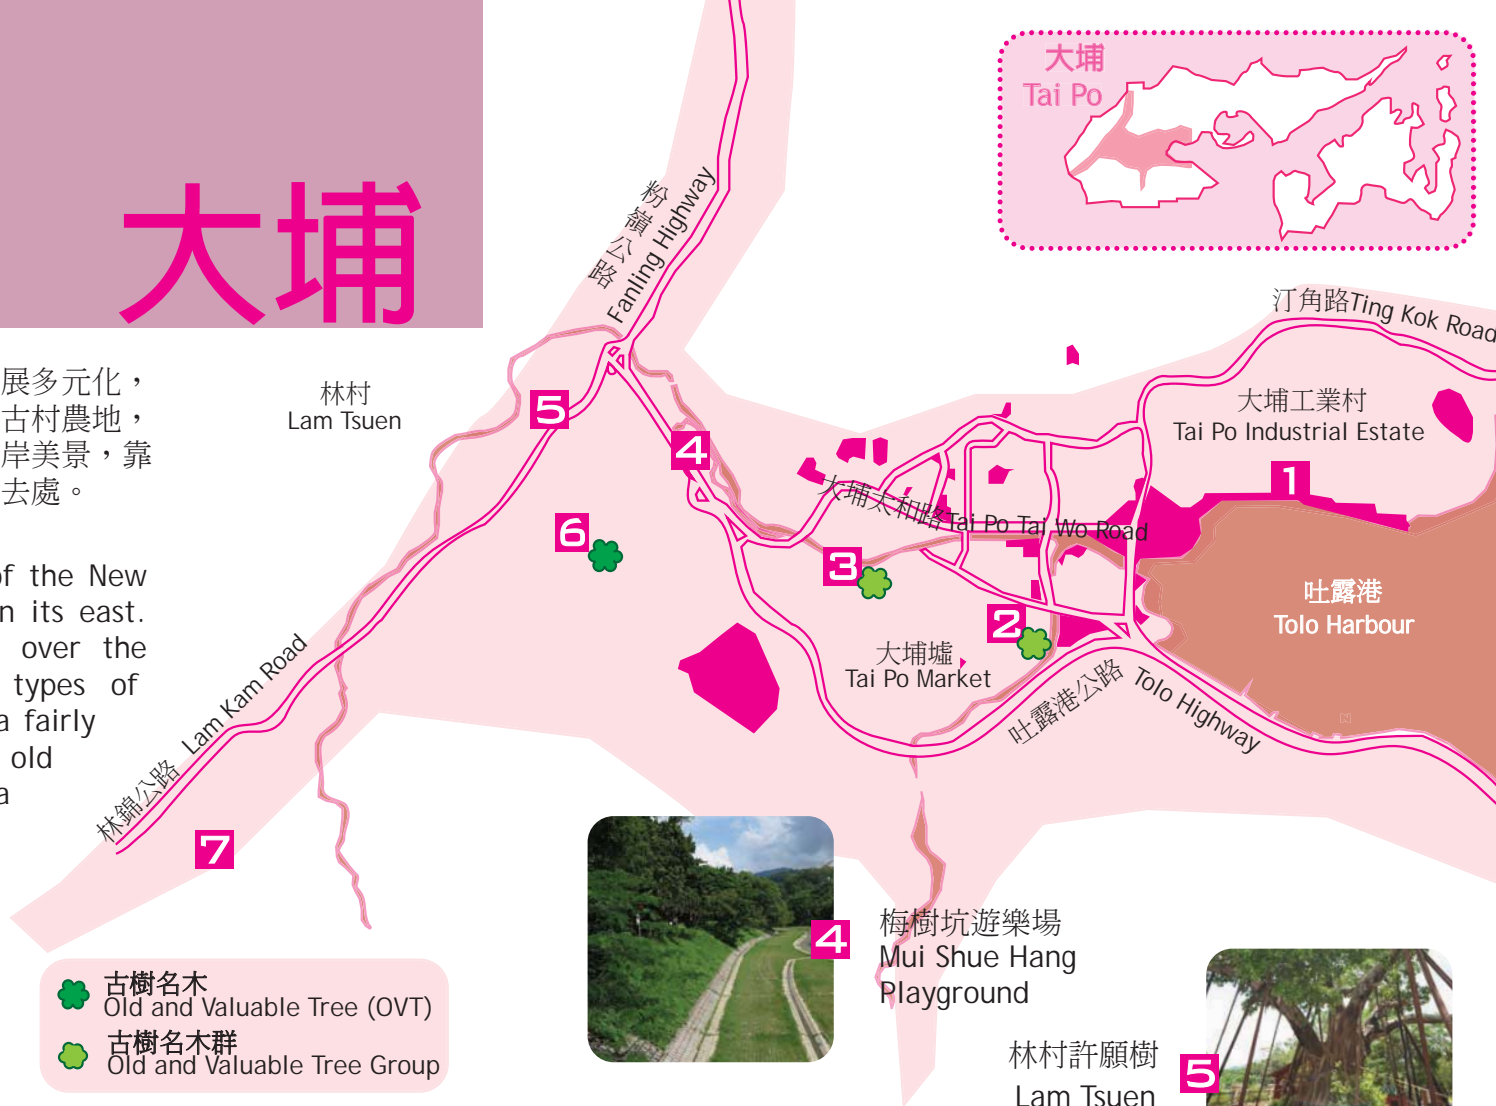 大埔
大埔
Tai Po
展多元化，
古村農地，
岸美景，靠
去處。
of the New
n its east.
over the
types of
a fairly
old
a
粉嶺公路
Fanling Highway
汀角路Ting Kok Road
林村
Lam Tsuen
大埔工業村
Tai Po Industrial Estate
5
4
1
大埔太和路Tai Po Tai Wo Road
6
3
2
吐露港
Tolo Harbour
大埔墟
Tai Po Market
吐露港公路 Tolo Highway
林錦公路 Lam Kam Road
7
古樹名木
Old and Valuable Tree (OVT)
古樹名木群
Old and Valuable Tree Group
4
梅樹坑遊樂場
Mui Shue Hang
Playground
林村許願樹
5
Lam Tsuen